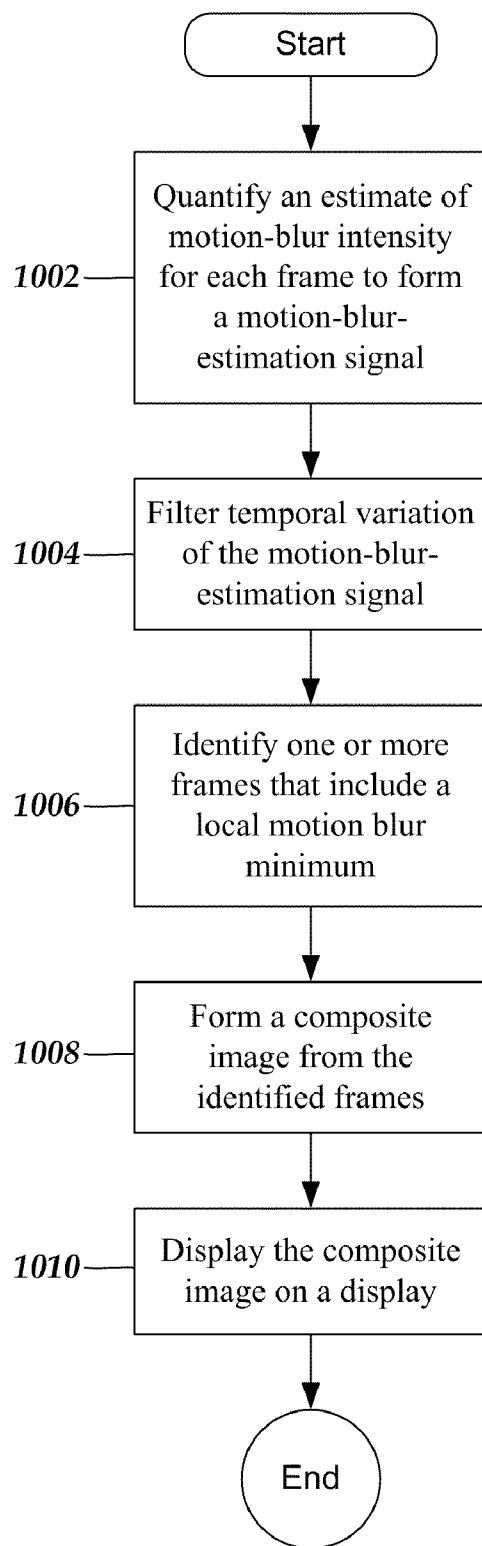 Start
Quantify an estimate of
motion-blur intensity
1002
for each frame to form
a motion-blur-
estimation signal
Filter temporal variation
1004
of the motion-blur-
estimation signal
Identify one or more
1006
frames that include a
local motion blur
minimum
Form a composite
1008
image from the
identified frames
1010
Display the composite
image on a display
End